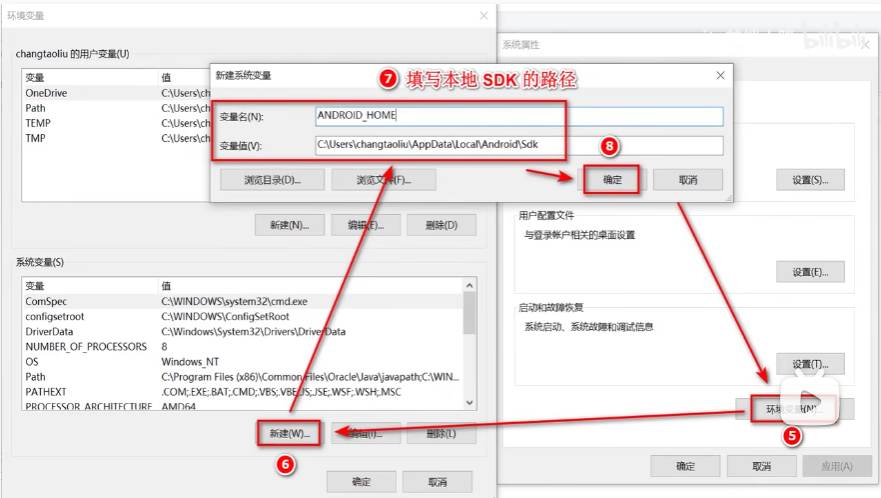 环境变量
changtaoliu 的用户变量(U)
变量 值
OneDrive C:\Users\ch
Path C:\Users\ch
TEMP C:\Users\ch
TMP C:\Users\ch
新建(N)... 编辑(E)... 删除(D)
系统变量(S)
变量 值
ComSpec C:\WINDOWS\system32\cmd.exe
configsetroot C:\WINDOWS\ConfigSetRoot
DriverData C:\Windows\System32\Drivers\DriverData
NUMBER_OF_PROCESSORS 8
OS Windows_NT
Path C:\Program Files (x86)\Common Files\Oracle\Java\javapath;C:\WIN...
PATHEXT .COM;.EXE;.BAT;.CMD;.VBS;.VBE;.JS;.JSE;.WSF;.WSH;.MSC
PROCESSOR_ARCHITECTURE AMD64
新建(W)... 编辑(I)... 删除(L)
6
确定 取消
新建系统变量
7 填写本地 SDK 的路径
变量名(N): ANDROID_HOME
变量值(V): C:\Users\changtaoliu\AppData\Local\Android\Sdk
8
浏览目录(D)... 浏览文件(F)... 确定 取消
系统属性
bilibili
设置(S)...
用户配置文件
与登录帐户相关的桌面设置
设置(E)...
启动和故障恢复
系统启动、系统故障和调试信息
设置(T)...
环境变量(N)...
5
确定 取消 应用(A)